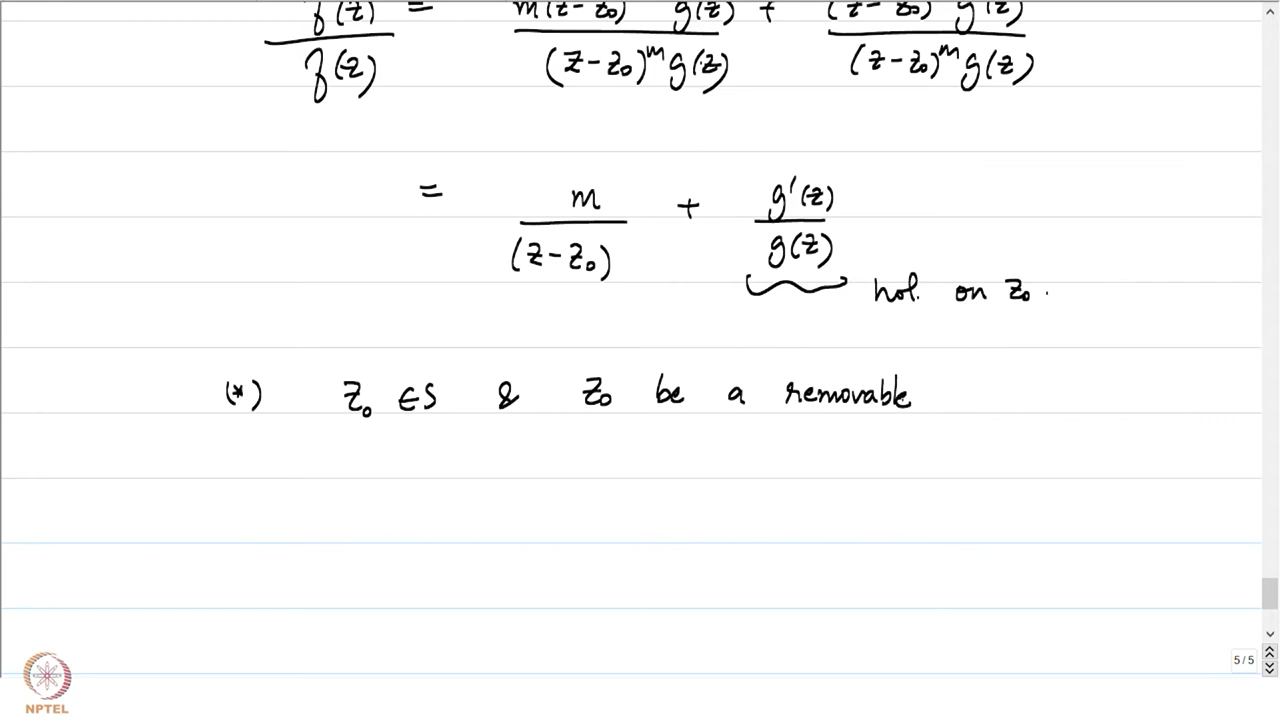 f'(z) / f(z) = m(z-z₀) g(z) / (z-z₀)^m g(z) + (z-z₀) g'(z) / (z-z₀)^m g(z)
= m / (z-z₀) + g'(z) / g(z)
hol. on z₀.
(*) z₀ ∈ S & z₀ be a removable
5 / 5
NPTEL